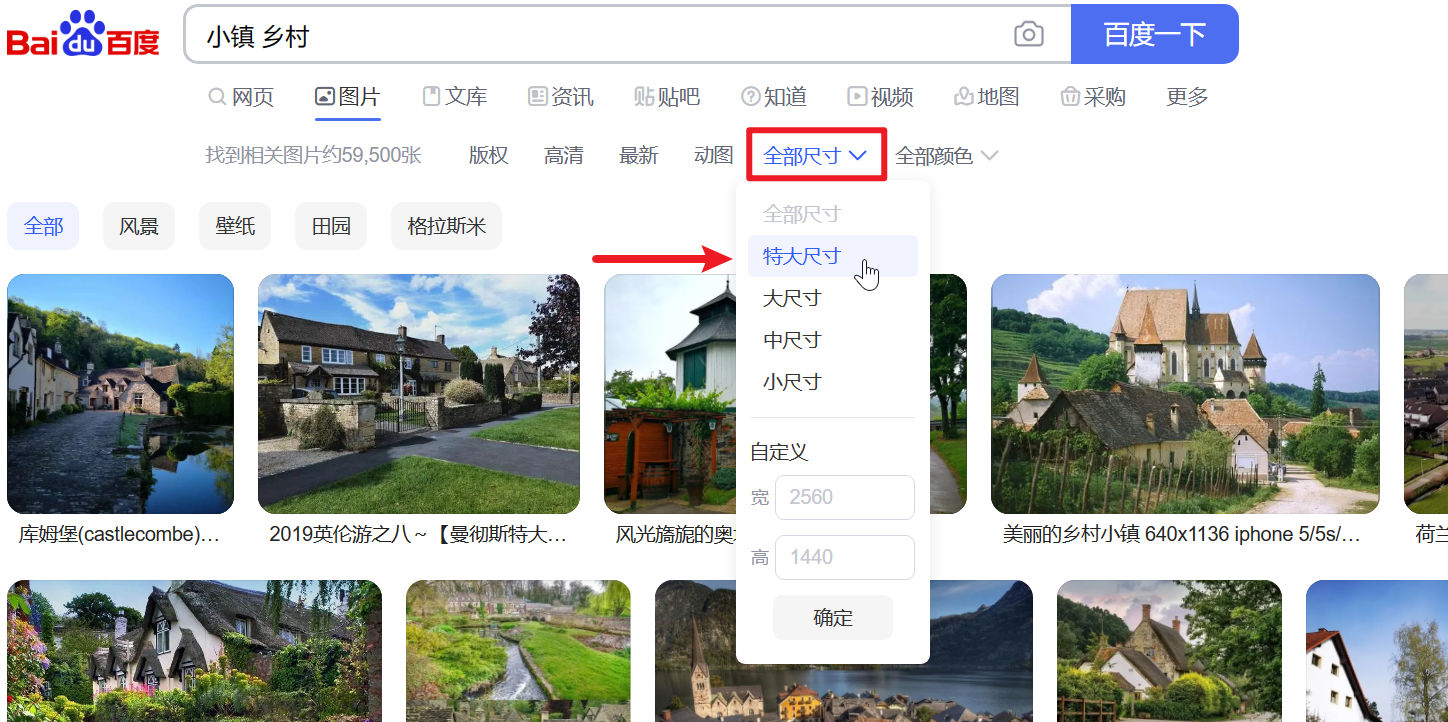 Baidu百度
小镇 乡村
百度一下
网页 图片 文库 资讯 贴吧 知道 视频 地图 采购 更多
找到相关图片约59,500张 版权 高清 最新 动图 全部尺寸 全部颜色
全部 风景 壁纸 田园 格拉斯米
全部尺寸
特大尺寸
大尺寸
中尺寸
小尺寸
自定义
宽 2560
高 1440
确定
库姆堡(castlecombe)…
2019英伦游之八～【曼彻斯特大…
风光旖旎的奥
美丽的乡村小镇 640x1136 iphone 5/5s/…
荷兰